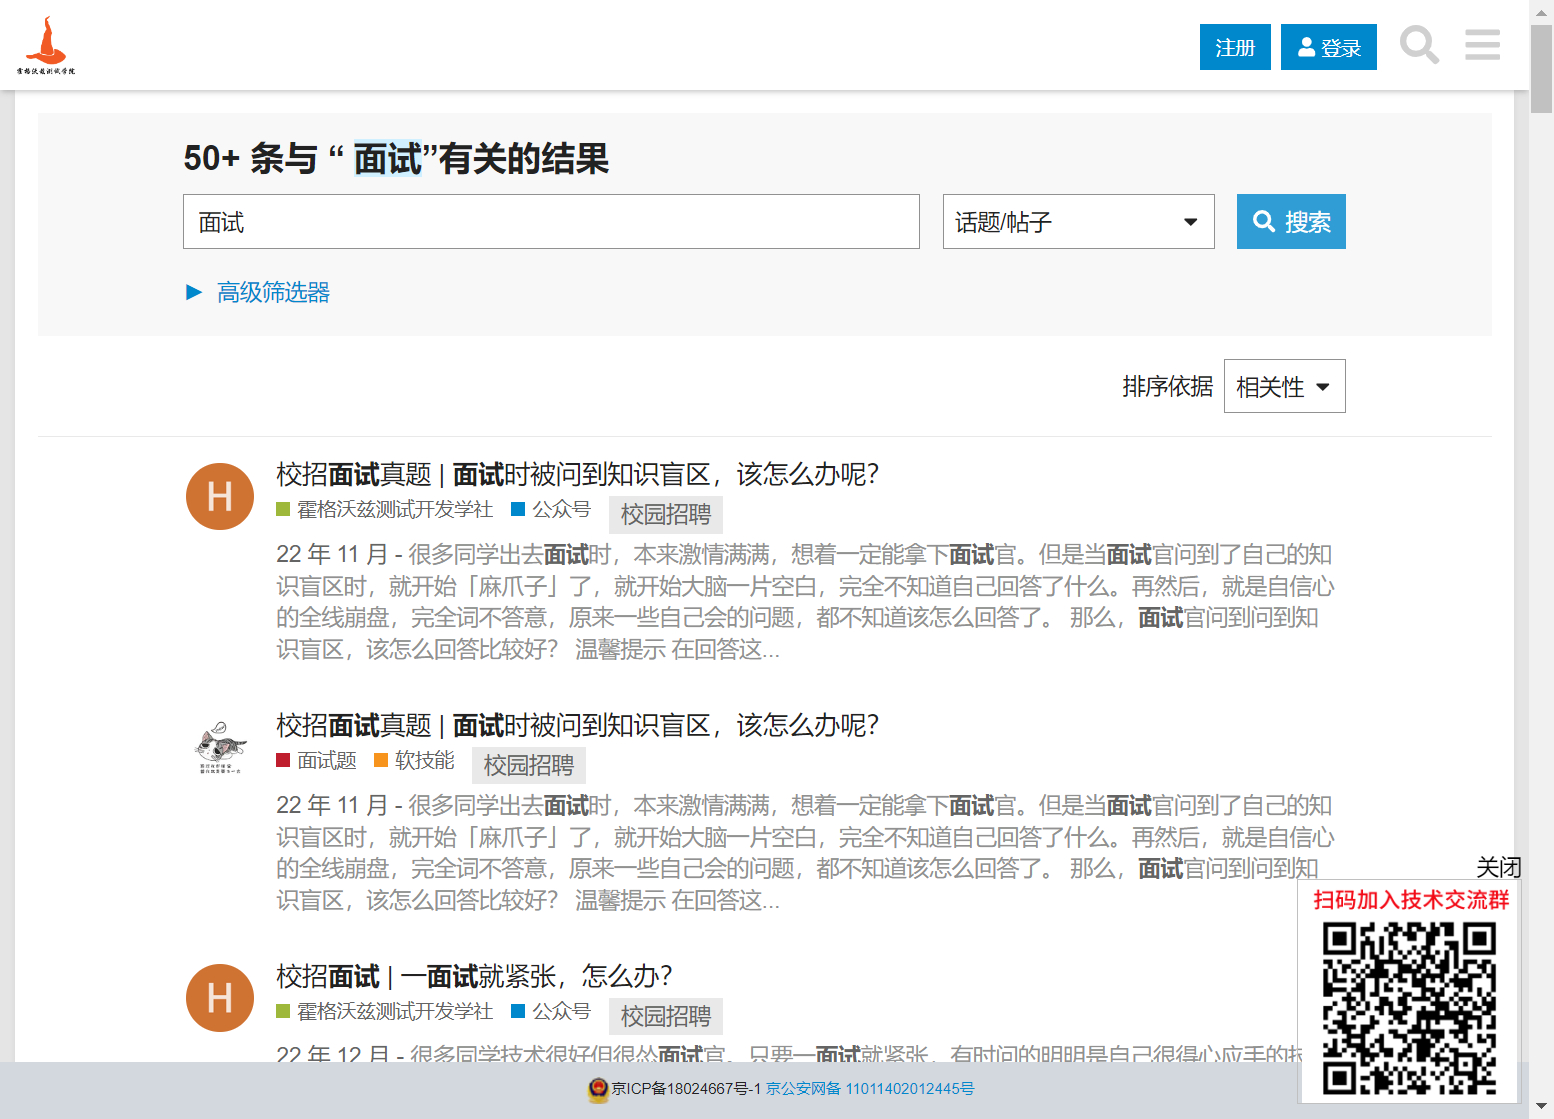 霍格沃兹测试学院
注册
登录
50+ 条与 “ 面试”有关的结果
面试
话题/帖子
搜索
► 高级筛选器
排序依据
相关性
H
校招面试真题 | 面试时被问到知识盲区，该怎么办呢？
霍格沃兹测试开发学社 公众号 校园招聘
22 年 11 月 - 很多同学出去面试时，本来激情满满，想着一定能拿下面试官。但是当面试官问到了自己的知
识盲区时，就开始「麻爪子」了，就开始大脑一片空白，完全不知道自己回答了什么。再然后，就是自信心
的全线崩盘，完全词不答意，原来一些自己会的问题，都不知道该怎么回答了。 那么，面试官问到问到知
识盲区，该怎么回答比较好？ 温馨提示 在回答这...
校招面试真题 | 面试时被问到知识盲区，该怎么办呢？
面试题 软技能 校园招聘
22 年 11 月 - 很多同学出去面试时，本来激情满满，想着一定能拿下面试官。但是当面试官问到了自己的知
识盲区时，就开始「麻爪子」了，就开始大脑一片空白，完全不知道自己回答了什么。再然后，就是自信心
的全线崩盘，完全词不答意，原来一些自己会的问题，都不知道该怎么回答了。 那么，面试官问到问到知
识盲区，该怎么回答比较好？ 温馨提示 在回答这...
H
校招面试 | 一面试就紧张，怎么办？
霍格沃兹测试开发学社 公众号 校园招聘
22 年 12 月 - 很多同学技术很好但很怂面试官。只要一面试就紧张，有时问的明明是自己很得心应手的技
关闭
扫码加入技术交流群
京ICP备18024667号-1 京公安网备 11011402012445号